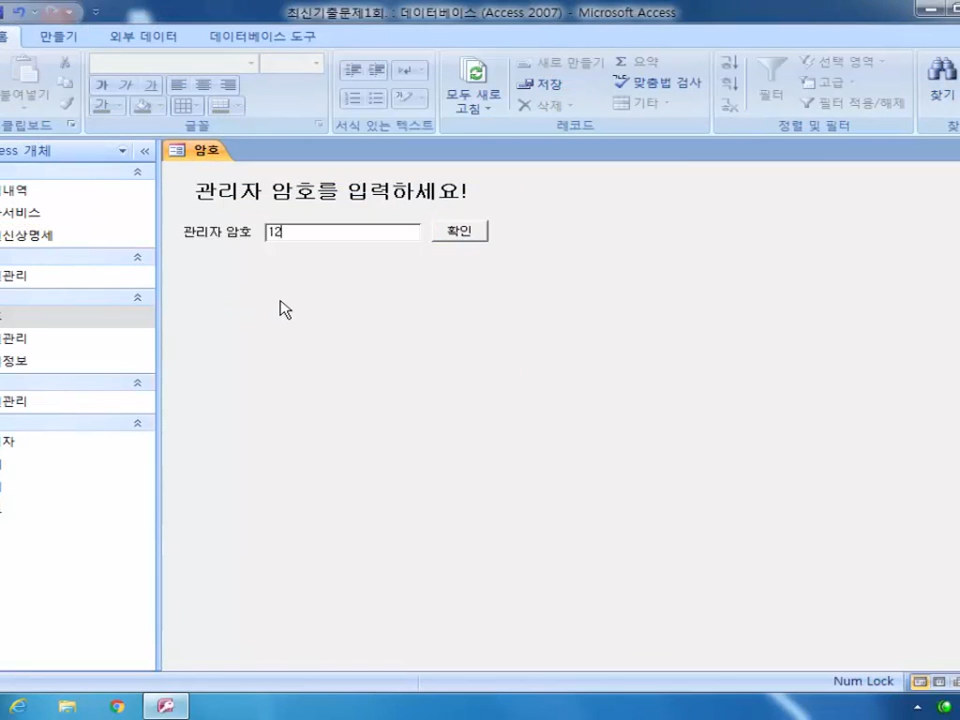 최신기출문제1회. : 데이터베이스 (Access 2007) - Microsoft Access
홈 만들기 외부 데이터 데이터베이스 도구
붙여넣기
클립보드
가 가 가
가
글꼴
서식 있는 텍스트
모두 새로 고침
새로 만들기
저장
삭제
Σ 요약
맞춤법 검사
기타
레코드
필터
선택 영역
고급
필터 적용/해제
정렬 및 필터
찾기
찾
ess 개체 «
내역
서비스
신상명세
관리
관리
정보
관리
자
암호
관리자 암호를 입력하세요!
관리자 암호 12 확인
Num Lock